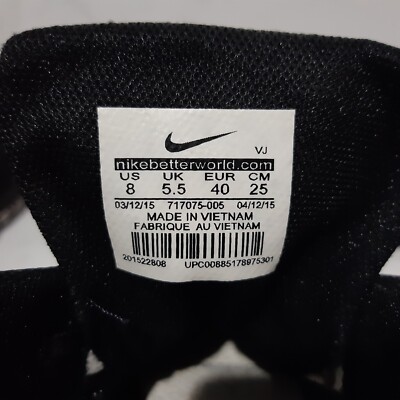 VJ
nikebetterworld.com
US UK EUR CM
8 5.5 40 25
03/12/15 717075-005 04/12/15
MADE IN VIETNAM
FABRIQUE AU VIETNAM
201522808 UPC00885178975301